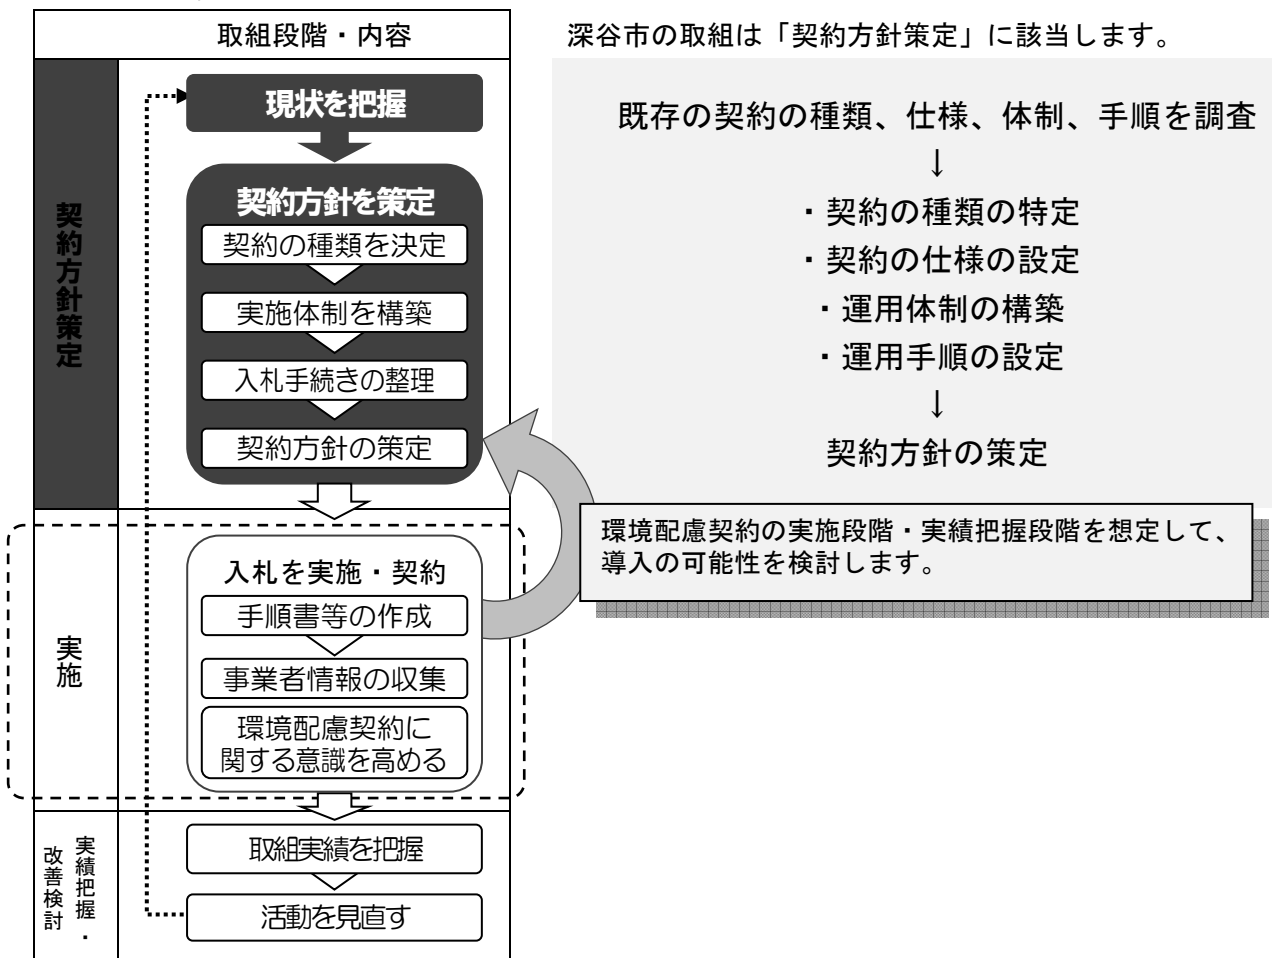 取組段階・内容
契約方針策定
現状を把握
契約方針を策定
契約の種類を決定
実施体制を構築
入札手続きの整理
契約方針の策定
実施
入札を実施・契約
手順書等の作成
事業者情報の収集
環境配慮契約に
関する意識を高める
実績把握・
改善検討
取組実績を把握
活動を見直す
深谷市の取組は「契約方針策定」に該当します。
既存の契約の種類、仕様、体制、手順を調査
↓
・契約の種類の特定
・契約の仕様の設定
・運用体制の構築
・運用手順の設定
↓
契約方針の策定
環境配慮契約の実施段階・実績把握段階を想定して、
導入の可能性を検討します。